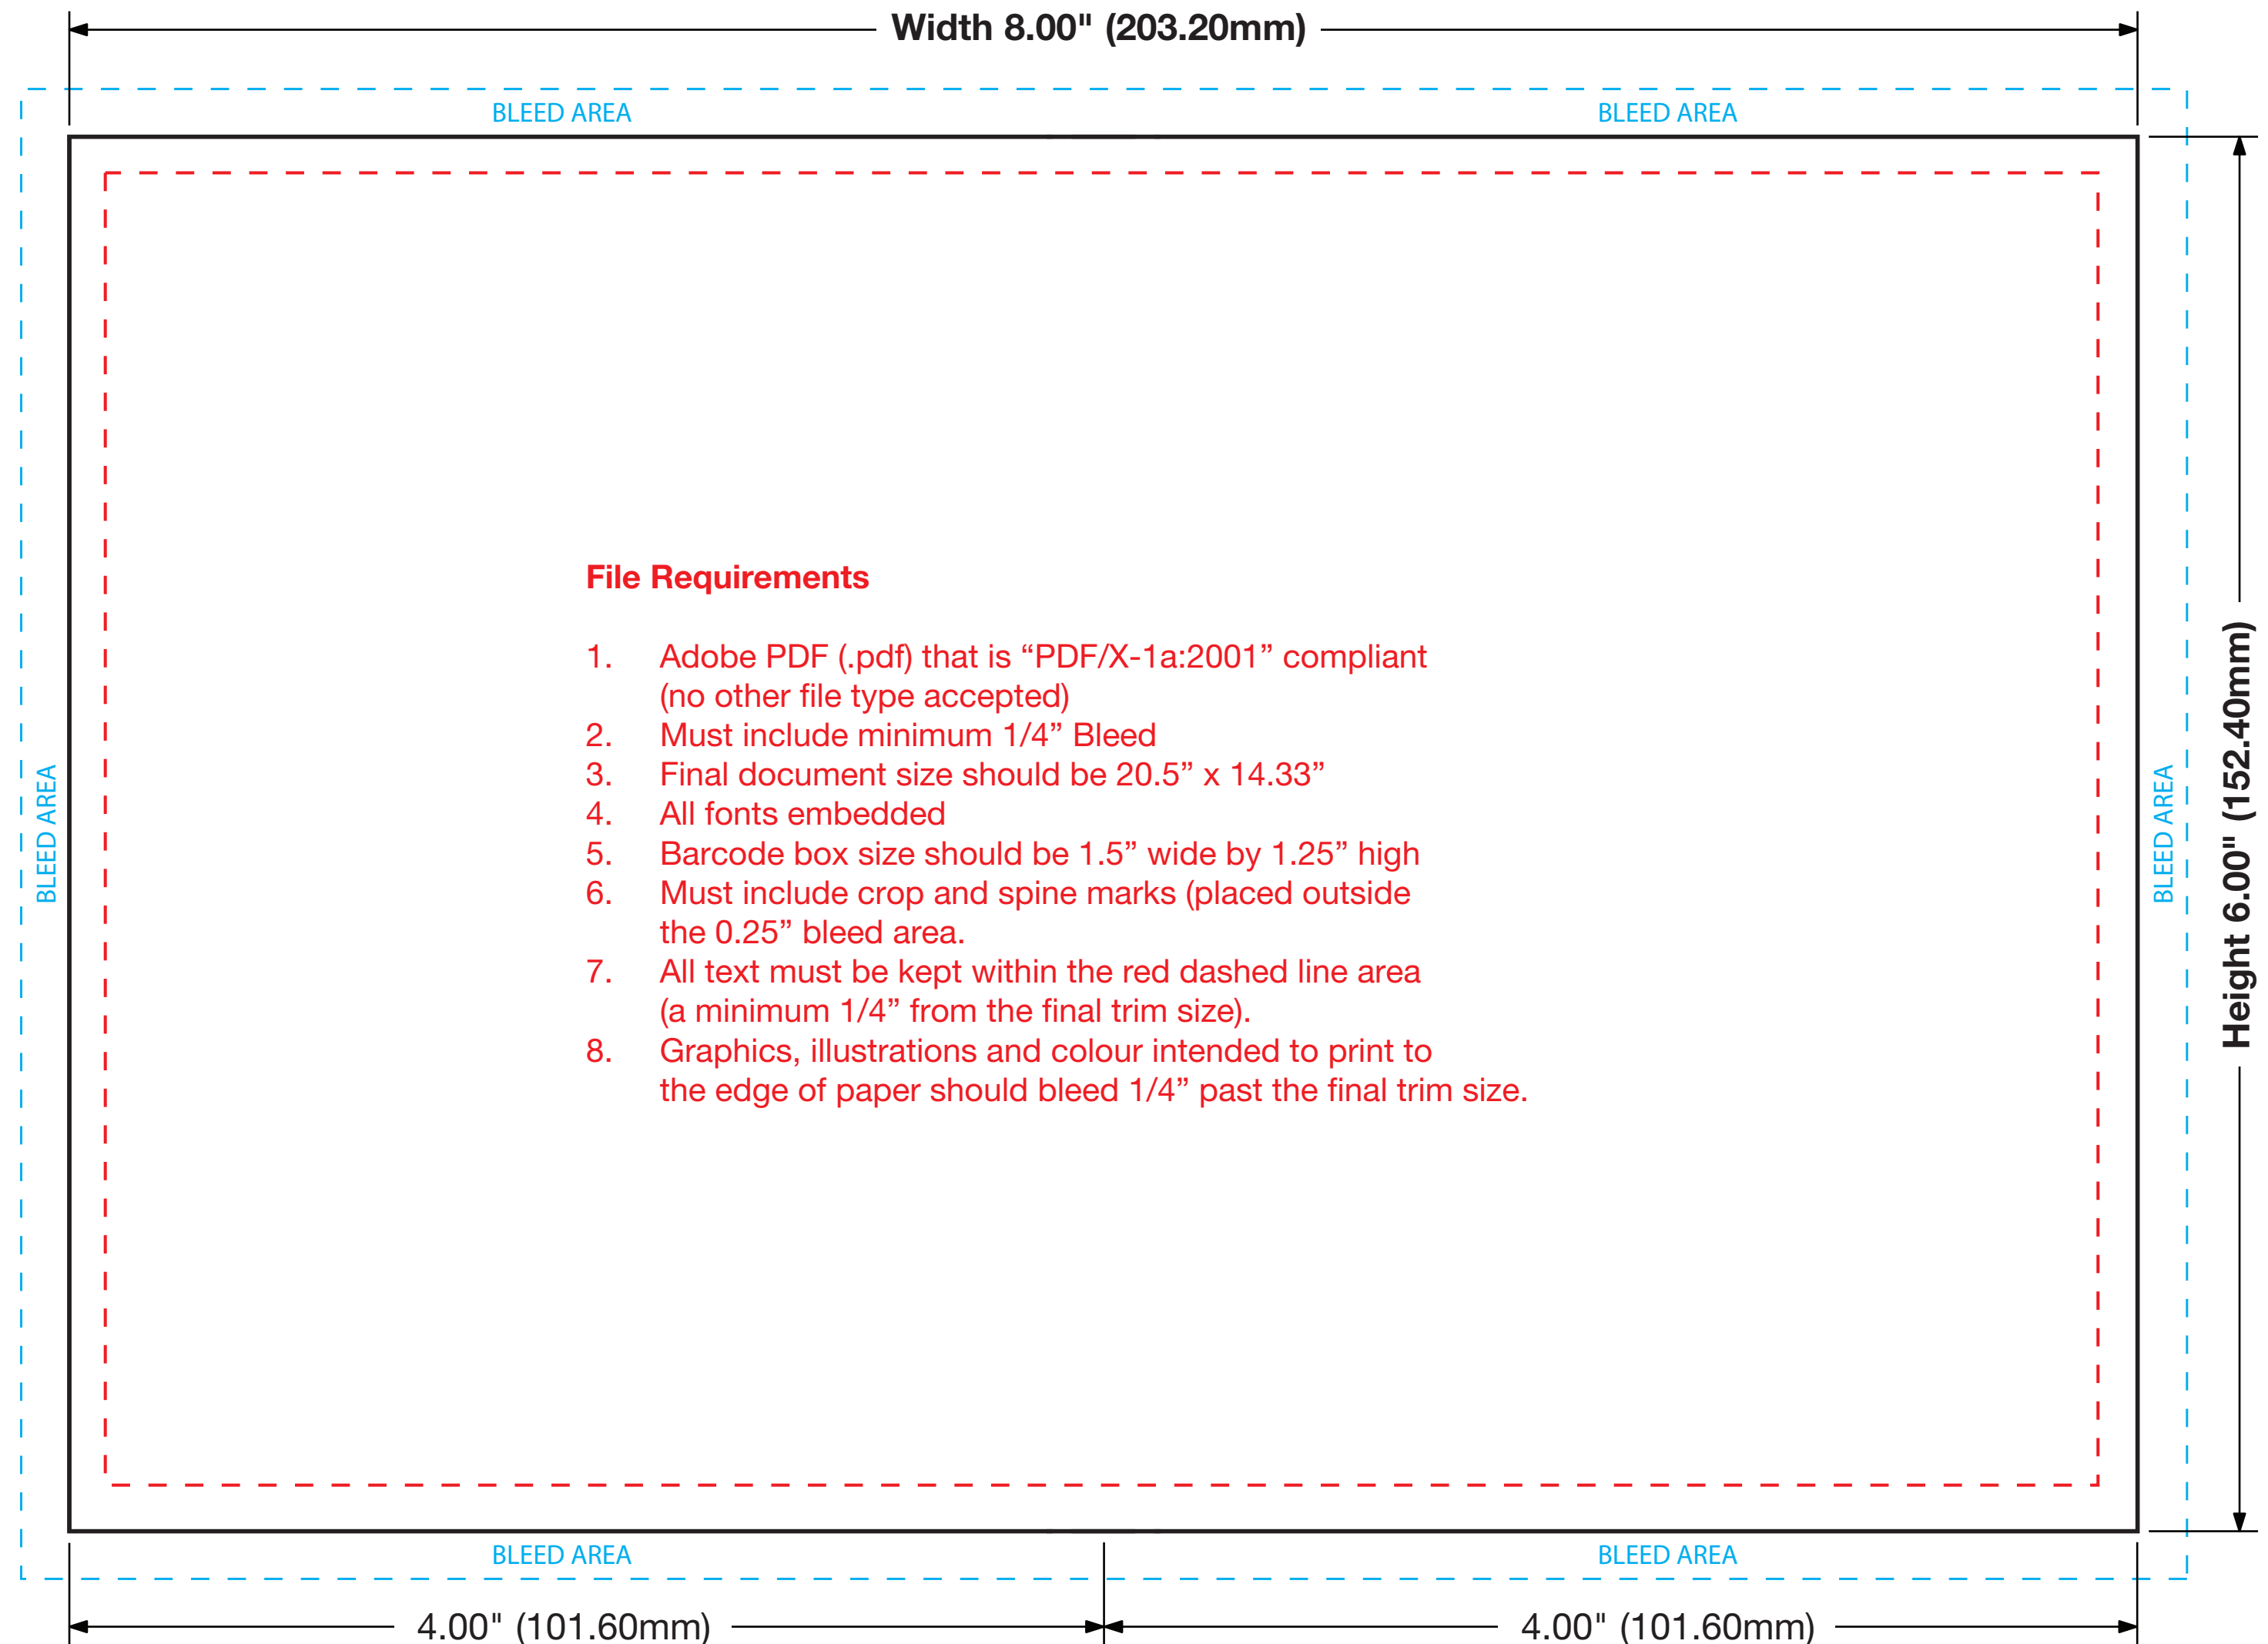 Width 8.00" (203.20mm)
BLEED AREA
BLEED AREA
File Requirements
1. Adobe PDF (.pdf) that is “PDF/X-1a:2001” compliant
(no other file type accepted)
2. Must include minimum 1/4” Bleed
3. Final document size should be 20.5” x 14.33”
4. All fonts embedded
5. Barcode box size should be 1.5” wide by 1.25” high
6. Must include crop and spine marks (placed outside
the 0.25” bleed area.
7. All text must be kept within the red dashed line area
(a minimum 1/4” from the final trim size).
8. Graphics, illustrations and colour intended to print to
the edge of paper should bleed 1/4” past the final trim size.
BLEED AREA
BLEED AREA
Height 6.00" (152.40mm)
BLEED AREA
BLEED AREA
4.00" (101.60mm)
4.00" (101.60mm)